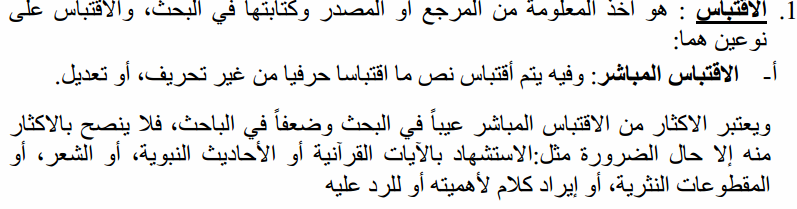 1. الاقتباس : هو أخذ المعلومة من المرجع أو المصدر وكتابتها في البحث، والاقتباس على
نوعين هما:
أ- الاقتباس المباشر: وفيه يتم أقتباس نص ما اقتباسا حرفيا من غير تحريف، أو تعديل.
ويعتبر الاكثار من الاقتباس المباشر عيباً في البحث وضعفاً في الباحث، فلا ينصح بالاكثار
منه إلا حال الضرورة مثل:الاستشهاد بالآيات القرآنية أو الأحاديث النبوية، أو الشعر، أو
المقطوعات النثرية، أو إيراد كلام لأهميته أو للرد عليه